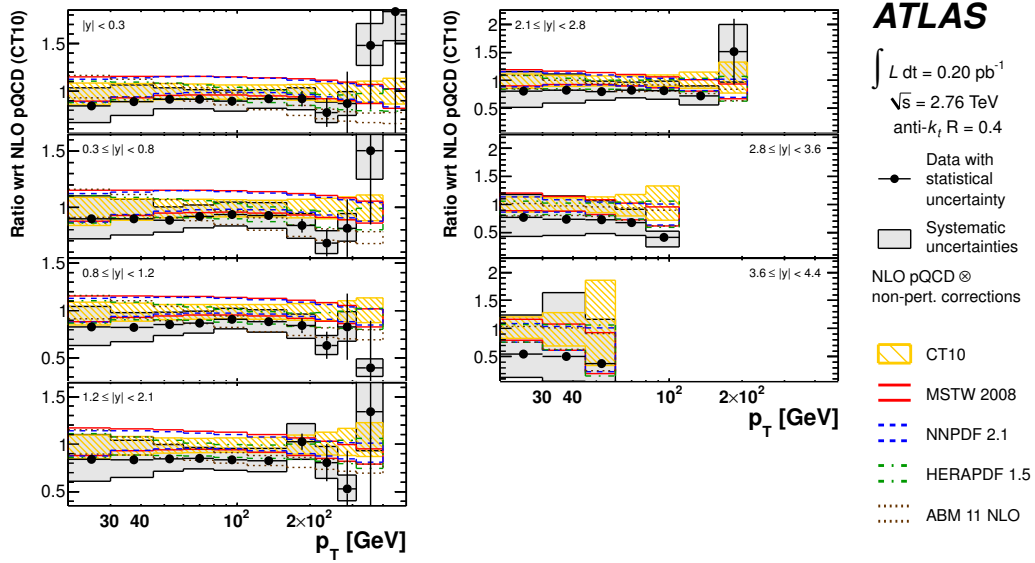 Ratio wrt NLO pQCD (CT10)
|y| < 0.3
1.5
1
0.3 ≤ |y| < 0.8
1.5
1
0.8 ≤ |y| < 1.2
1.5
1
0.5
1.2 ≤ |y| < 2.1
1.5
1
0.5
30 40 10² 2×10²
p_T [GeV]
Ratio wrt NLO pQCD (CT10)
2.1 ≤ |y| < 2.8
2
1.5
1
0.5
2.8 ≤ |y| < 3.6
2
1.5
1
0.5
3.6 ≤ |y| < 4.4
2
1.5
1
0.5
30 40 10² 2×10²
p_T [GeV]
ATLAS
∫ L dt = 0.20 pb⁻¹
√s = 2.76 TeV
anti-k_t R = 0.4
Data with
statistical
uncertainty
Systematic
uncertainties
NLO pQCD ⊗
non-pert. corrections
CT10
MSTW 2008
NNPDF 2.1
HERAPDF 1.5
ABM 11 NLO